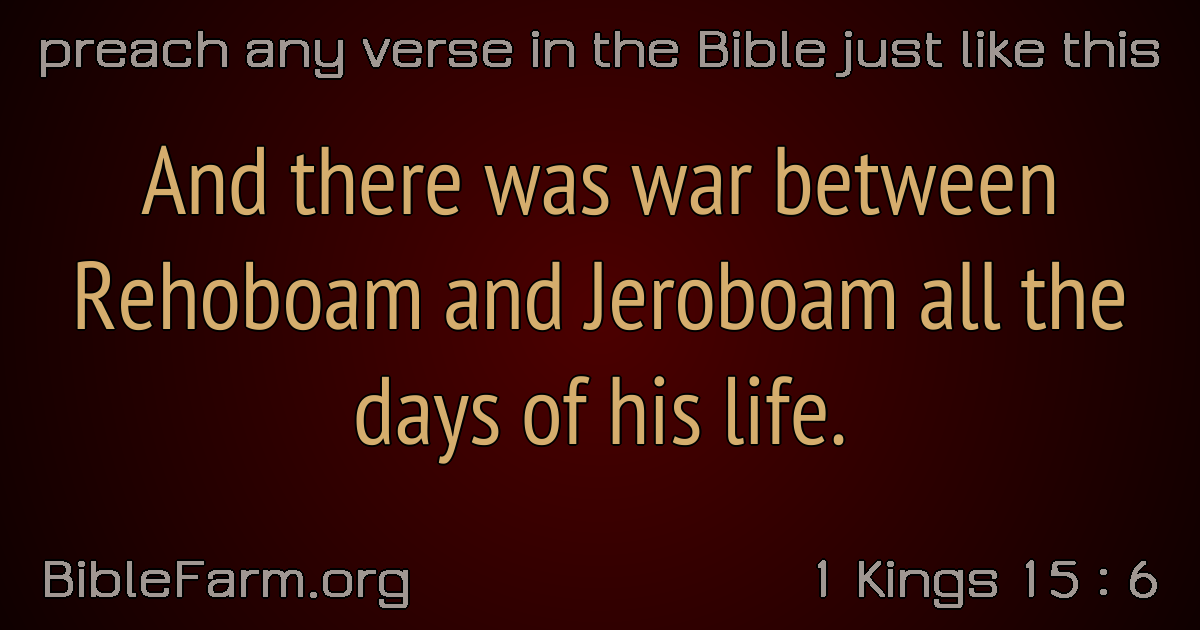 preach any verse in the Bible just like this
And there was war between
Rehoboam and Jeroboam all the
days of his life.
BibleFarm.org
1 Kings 15 : 6